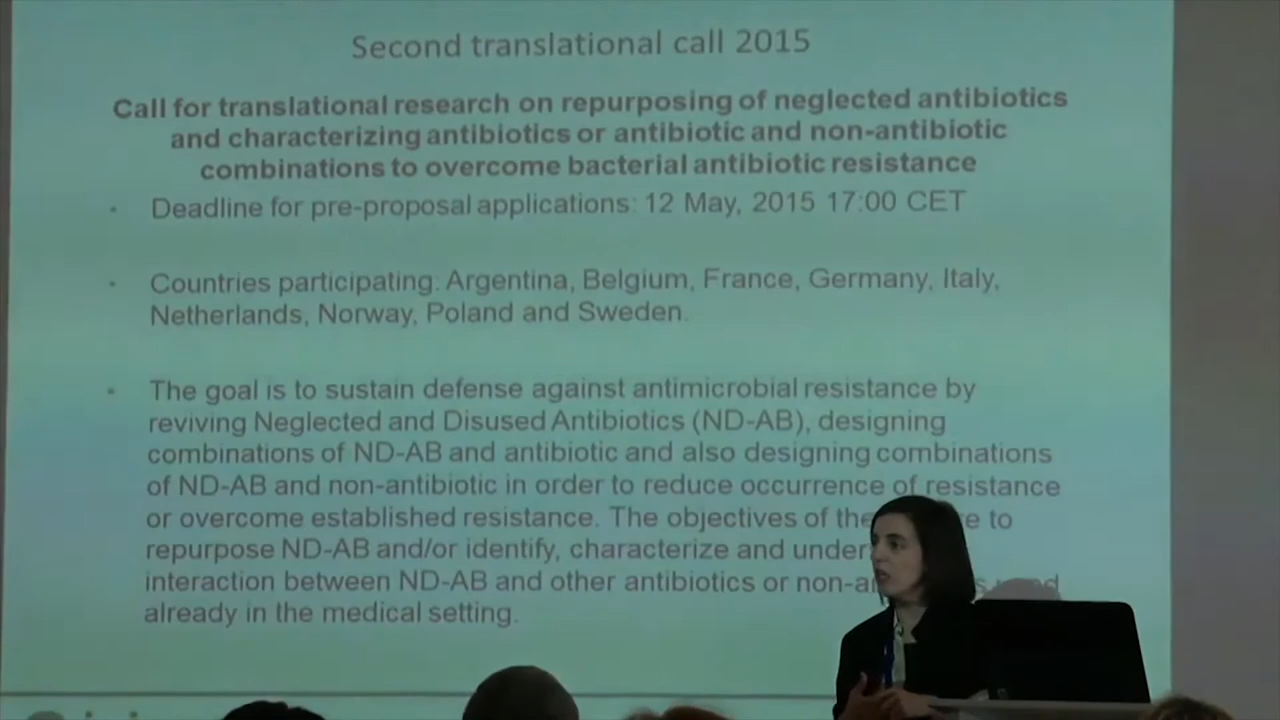 Second translational call 2015
Call for translational research on repurposing of neglected antibiotics
and characterizing antibiotics or antibiotic and non-antibiotic
combinations to overcome bacterial antibiotic resistance
Deadline for pre-proposal applications: 12 May, 2015 17:00 CET
Countries participating: Argentina, Belgium, France, Germany, Italy,
Netherlands, Norway, Poland and Sweden.
The goal is to sustain defense against antimicrobial resistance by
reviving Neglected and Disused Antibiotics (ND-AB), designing
combinations of ND-AB and antibiotic and also designing combinations
of ND-AB and non-antibiotic in order to reduce occurrence of resistance
or overcome established resistance. The objectives of the to
repurpose ND-AB and/or identify, characterize and
interaction between ND-AB and other antibiotics or
already in the medical setting.